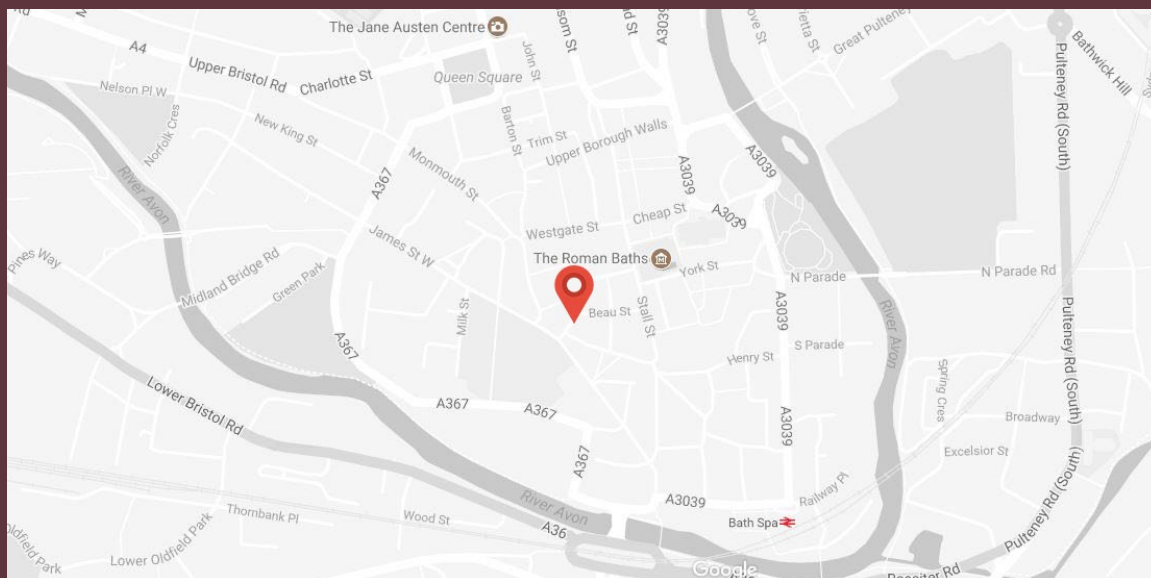 The Jane Austen Centre
A4
Upper Bristol Rd
Charlotte St
Queen Square
John St
A3039
Great Pulteney
Bathwick Hill
Pulteney Rd (South)
Nelson Pl W
Norfolk Cres
New King St
Monmouth St
Barton St
Trim St
Upper Borough Walls
A367
A3039
A3039
River Avon
James St W
Westgate St
Cheap St
A3039
The Roman Baths
York St
Pines Way
Midland Bridge Rd
Green Park
Milk St
Beau St
Stall St
N Parade
N Parade Rd
A3039
River Avon
Pulteney Rd (South)
A367
Henry St
S Parade
Spring Cres
Lower Bristol Rd
A367
A367
A3039
Broadway
Excelsior St
A367
Railway Pl
Pulteney Rd (South)
River Avon
A3039
Thornbank Pl
Wood St
A36
Bath Spa
Lower Oldfield Park
Google